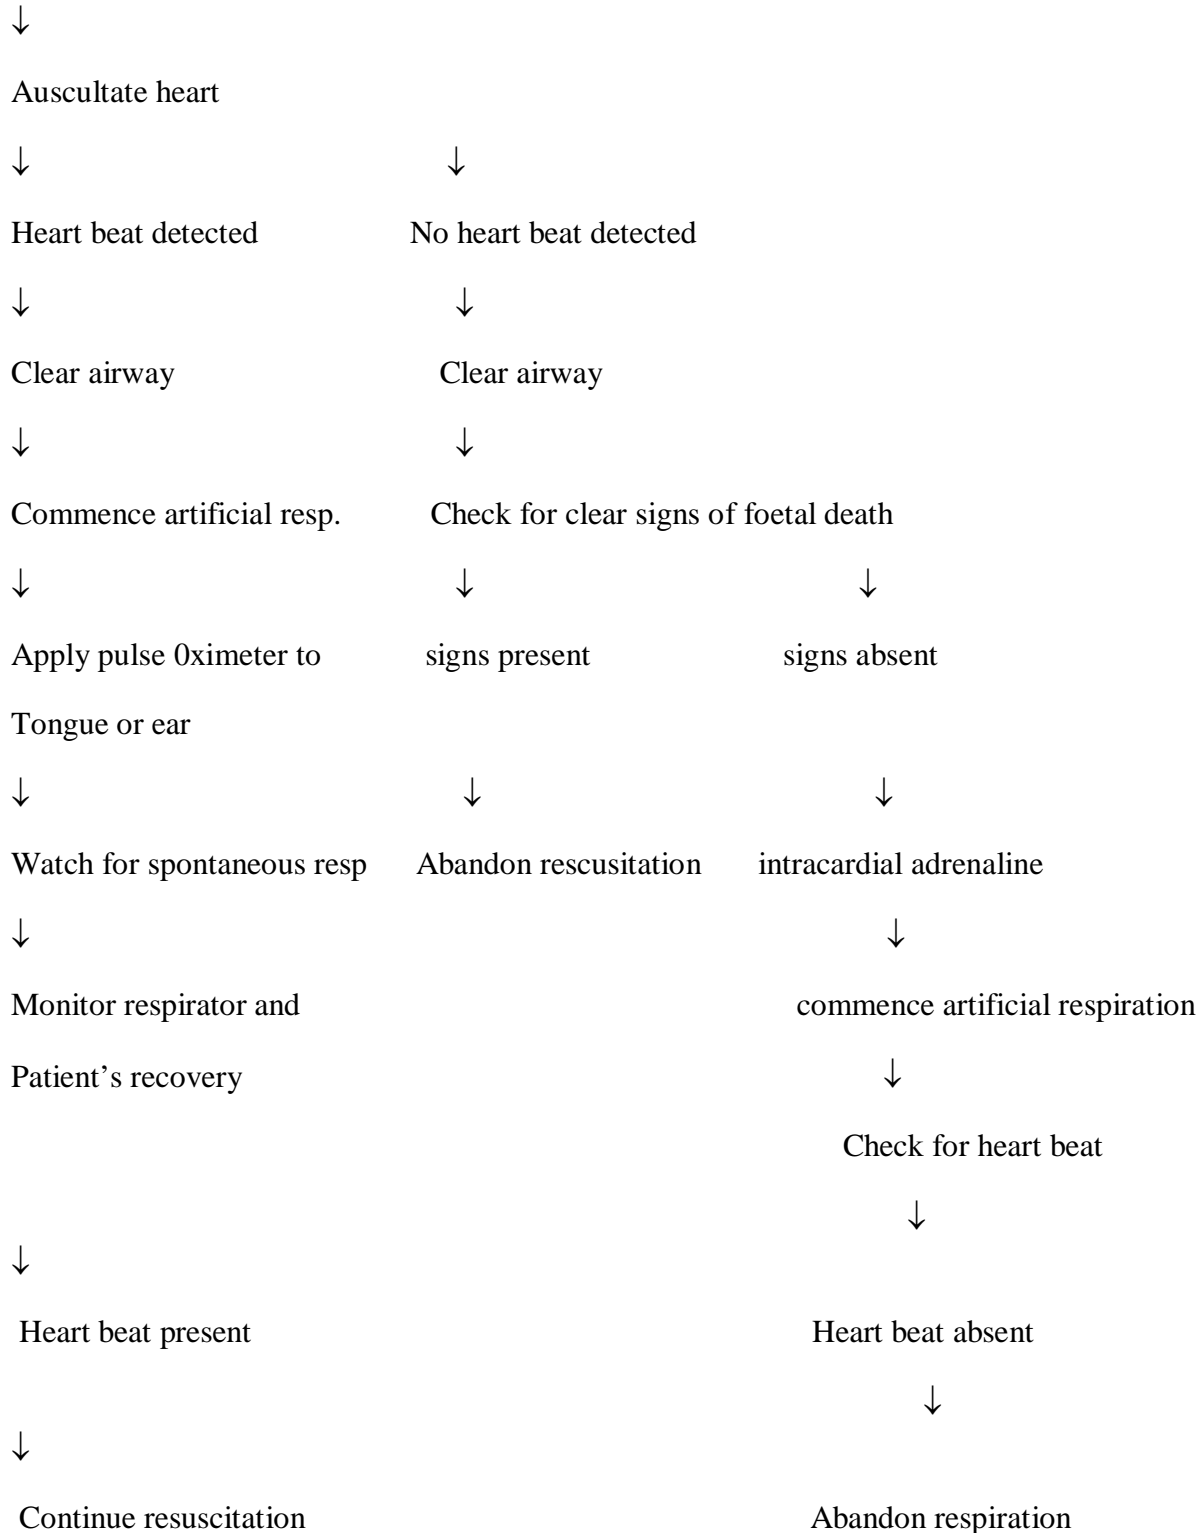 ↓
Auscultate heart
↓ ↓
Heart beat detected No heart beat detected
↓ ↓
Clear airway Clear airway
↓ ↓
Commence artificial resp. Check for clear signs of foetal death
↓ ↓ ↓
Apply pulse 0ximeter to signs present signs absent
Tongue or ear
↓ ↓ ↓
Watch for spontaneous resp Abandon rescusitation intracardial adrenaline
↓ ↓
Monitor respirator and commence artificial respiration
Patient’s recovery ↓
Check for heart beat
↓
↓
Heart beat present Heart beat absent
↓
↓
Continue resuscitation Abandon respiration